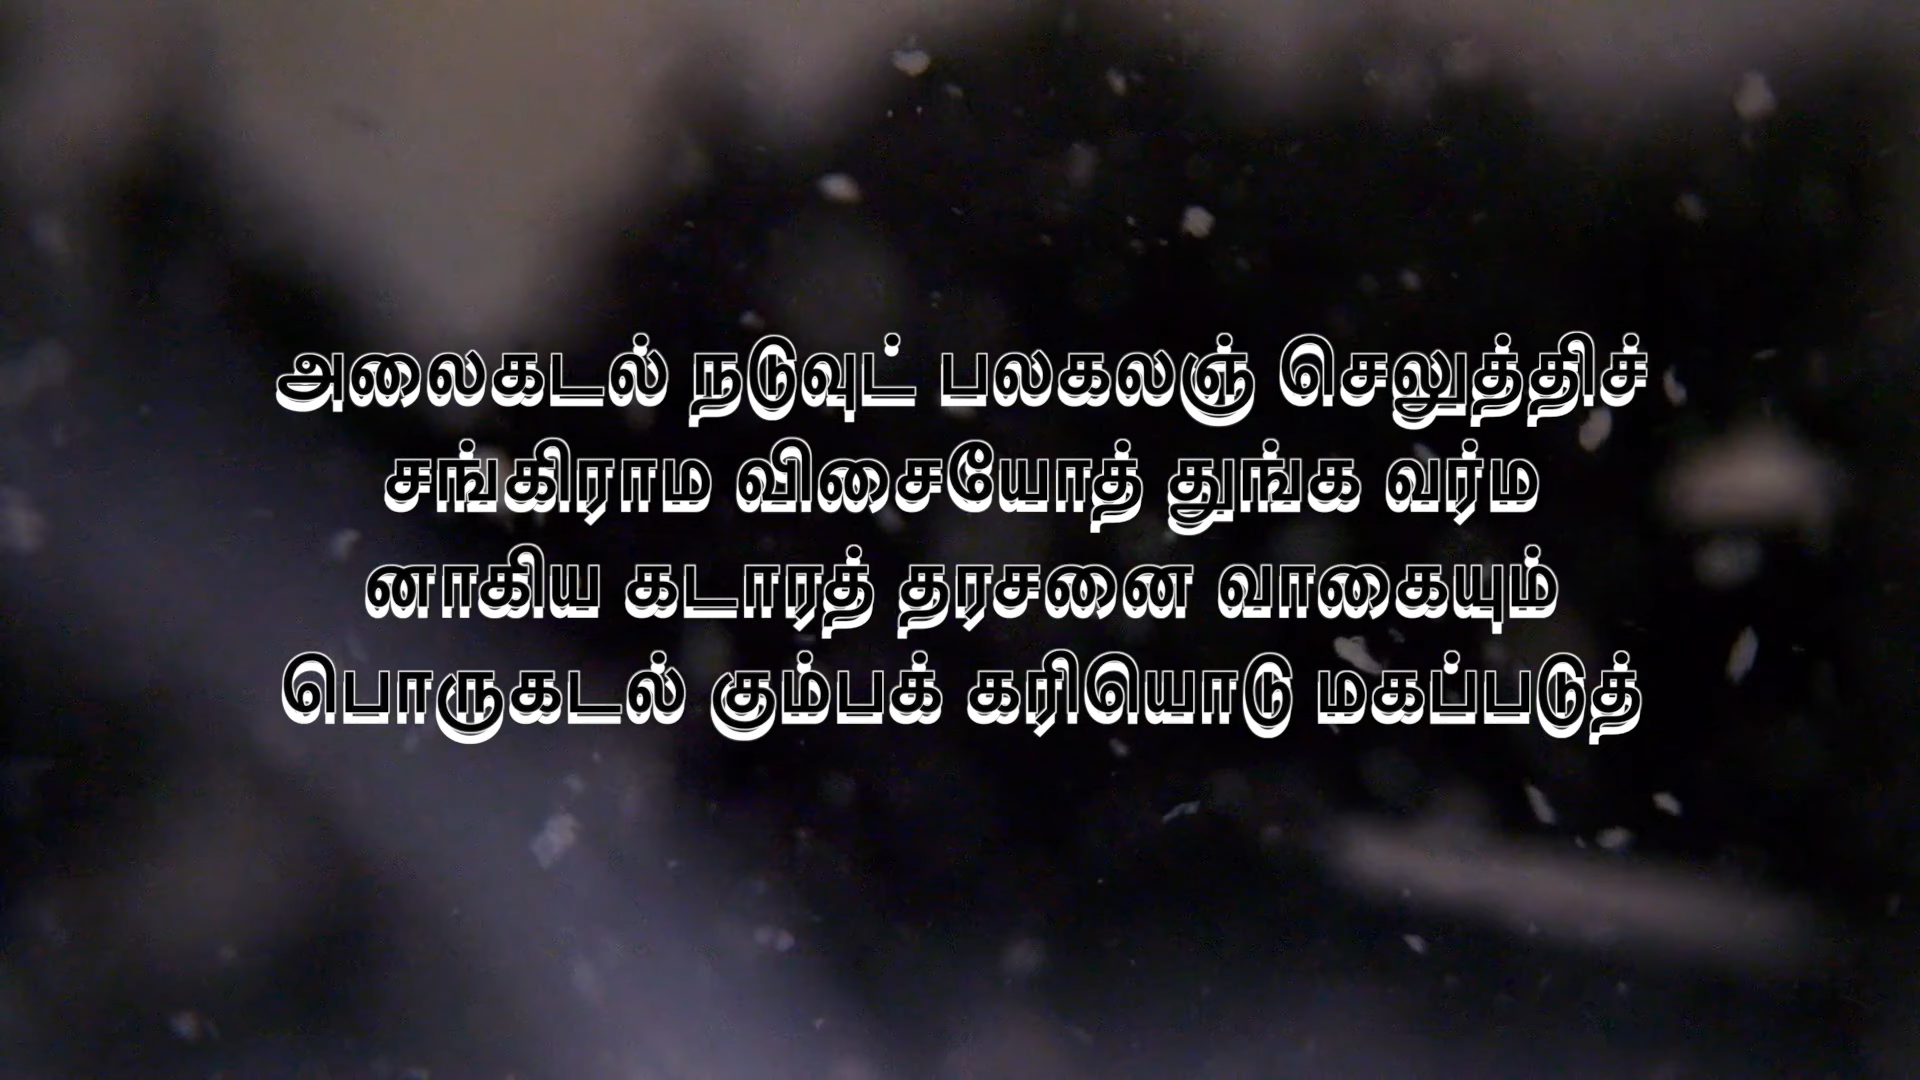 அலைகடல் நடுவுட் பலகலஞ் செலுத்திச்
சங்கிராம விசையோத் துங்க வர்ம
னாகிய கடாரத் தரசனை வாகையும்
பொருகடல் கும்பக் கரியொடு மகப்படுத்